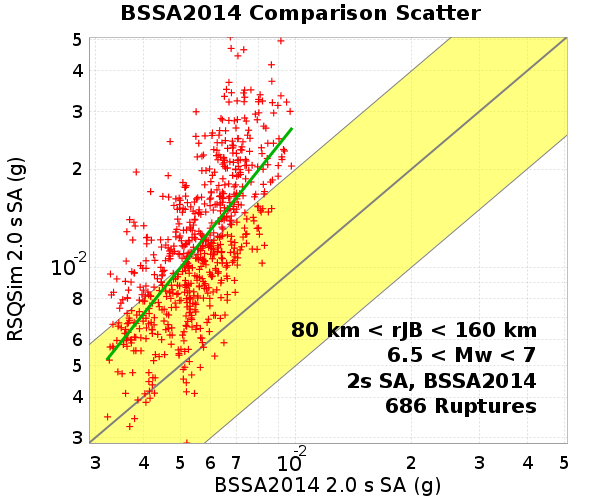 BSSA2014 Comparison Scatter
RSQSim 2.0 s SA (g)
5
4
3
2
10-2
8
6
5
4
3
80 km < rJB < 160 km
6.5 < Mw < 7
2s SA, BSSA2014
686 Ruptures
3 4 5 6 7 10-2 2 3 4 5
BSSA2014 2.0 s SA (g)